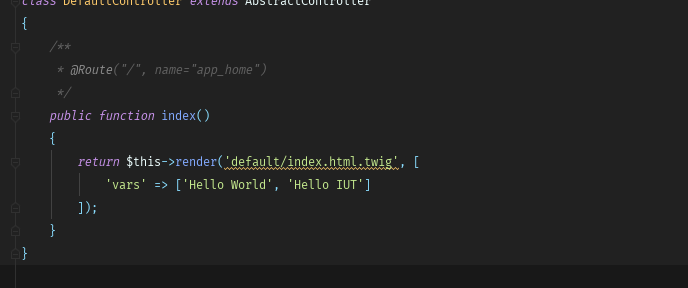 class DefaultController extends AbstractController
{
    /**
     * @Route("/", name="app_home")
     */
    public function index()
    {
        return $this->render('default/index.html.twig', [
            'vars' => ['Hello World', 'Hello IUT']
        ]);
    }
}